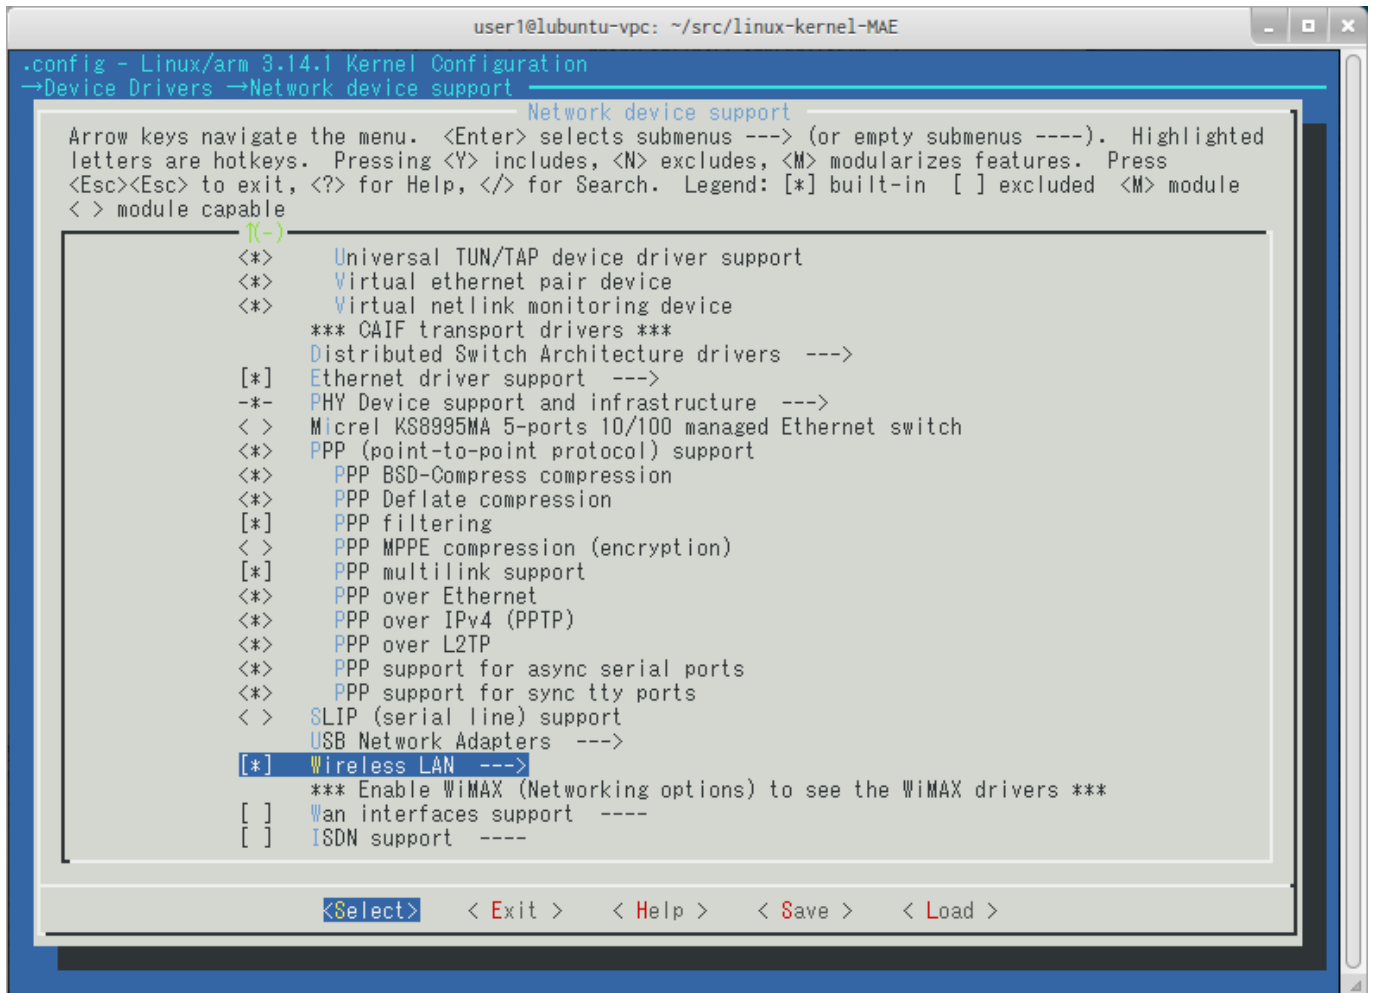 user1@lubuntu-vpc: ~/src/linux-kernel-MAE
.config - Linux/arm 3.14.1 Kernel Configuration
→Device Drivers →Network device support
Network device support
Arrow keys navigate the menu.  <Enter> selects submenus ---> (or empty submenus ----).  Highlighted
letters are hotkeys.  Pressing <Y> includes, <N> excludes, <M> modularizes features.  Press
<Esc><Esc> to exit, <?> for Help, </> for Search.  Legend: [*] built-in  [ ] excluded  <M> module
< > module capable
↑(-)
<*>     Universal TUN/TAP device driver support
<*>     Virtual ethernet pair device
<*>     Virtual netlink monitoring device
*** CAIF transport drivers ***
Distributed Switch Architecture drivers  --->
[*]   Ethernet driver support  --->
-*-   PHY Device support and infrastructure  --->
< >   Micrel KS8995MA 5-ports 10/100 managed Ethernet switch
<*>   PPP (point-to-point protocol) support
<*>     PPP BSD-Compress compression
<*>     PPP Deflate compression
[*]     PPP filtering
< >     PPP MPPE compression (encryption)
[*]     PPP multilink support
<*>     PPP over Ethernet
<*>     PPP over IPv4 (PPTP)
<*>     PPP over L2TP
<*>     PPP support for async serial ports
<*>     PPP support for sync tty ports
< >   SLIP (serial line) support
USB Network Adapters  --->
[*]   Wireless LAN  --->
*** Enable WiMAX (Networking options) to see the WiMAX drivers ***
[ ]   Wan interfaces support  ----
[ ]   ISDN support  ----
<Select>    < Exit >    < Help >    < Save >    < Load >